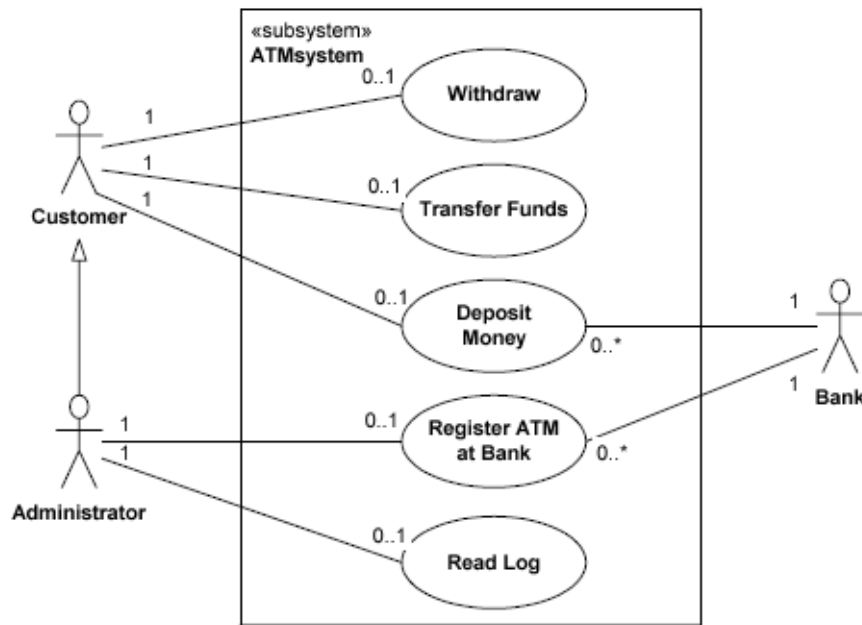 «subsystem»
ATMsystem
0..1
Withdraw
1
1
0..1
Transfer Funds
1
Customer
0..1
Deposit
Money
1
0..*
1
Bank
1
0..1
Register ATM
at Bank
0..*
1
Administrator
0..1
Read Log